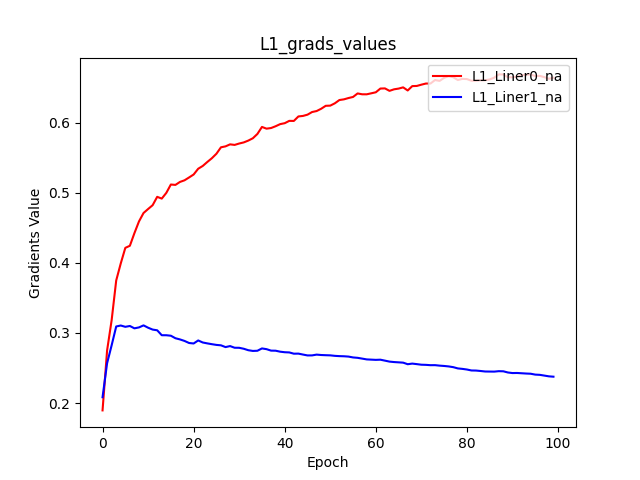 L1_grads_values
L1_Liner0_na
L1_Liner1_na
Gradients Value
0.6
0.5
0.4
0.3
0.2
0
20
40
60
80
100
Epoch